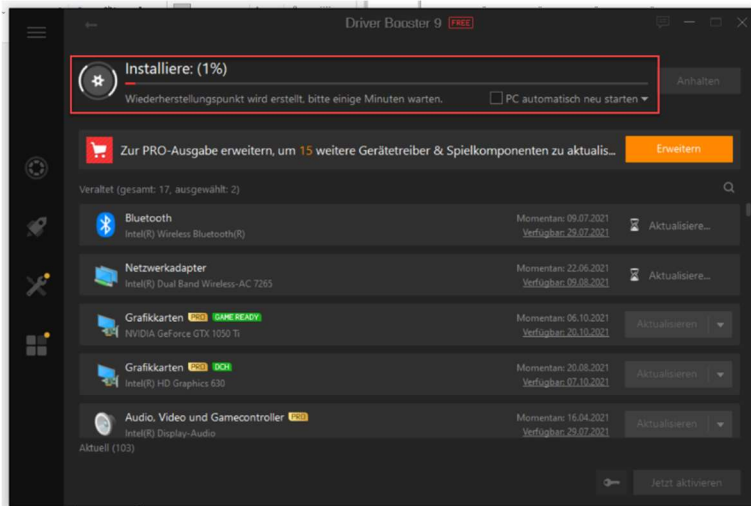 Driver Booster 9 FREE
Installiere: (1%)
Wiederherstellungspunkt wird erstellt, bitte einige Minuten warten.
PC automatisch neu starten
Anhalten
Zur PRO-Ausgabe erweitern, um 15 weitere Gerätetreiber & Spielkomponenten zu aktualis...
Erweitern
Veraltet (gesamt: 17, ausgewählt: 2)
Bluetooth
Intel(R) Wireless Bluetooth(R)
Momentan: 09.07.2021
Verfügbar: 29.07.2021
Aktualisiere...
Netzwerkadapter
Intel(R) Dual Band Wireless-AC 7265
Momentan: 22.06.2021
Verfügbar: 09.08.2021
Aktualisiere...
Grafikkarten PRO GAME READY
NVIDIA GeForce GTX 1050 Ti
Momentan: 06.10.2021
Verfügbar: 20.10.2021
Aktualisieren
Grafikkarten PRO DCH
Intel(R) HD Graphics 630
Momentan: 20.08.2021
Verfügbar: 07.10.2021
Aktualisieren
Audio, Video und Gamecontroller PRO
Intel(R) Display-Audio
Momentan: 16.04.2021
Verfügbar: 29.07.2021
Aktualisieren
Aktuell (103)
Jetzt aktivieren